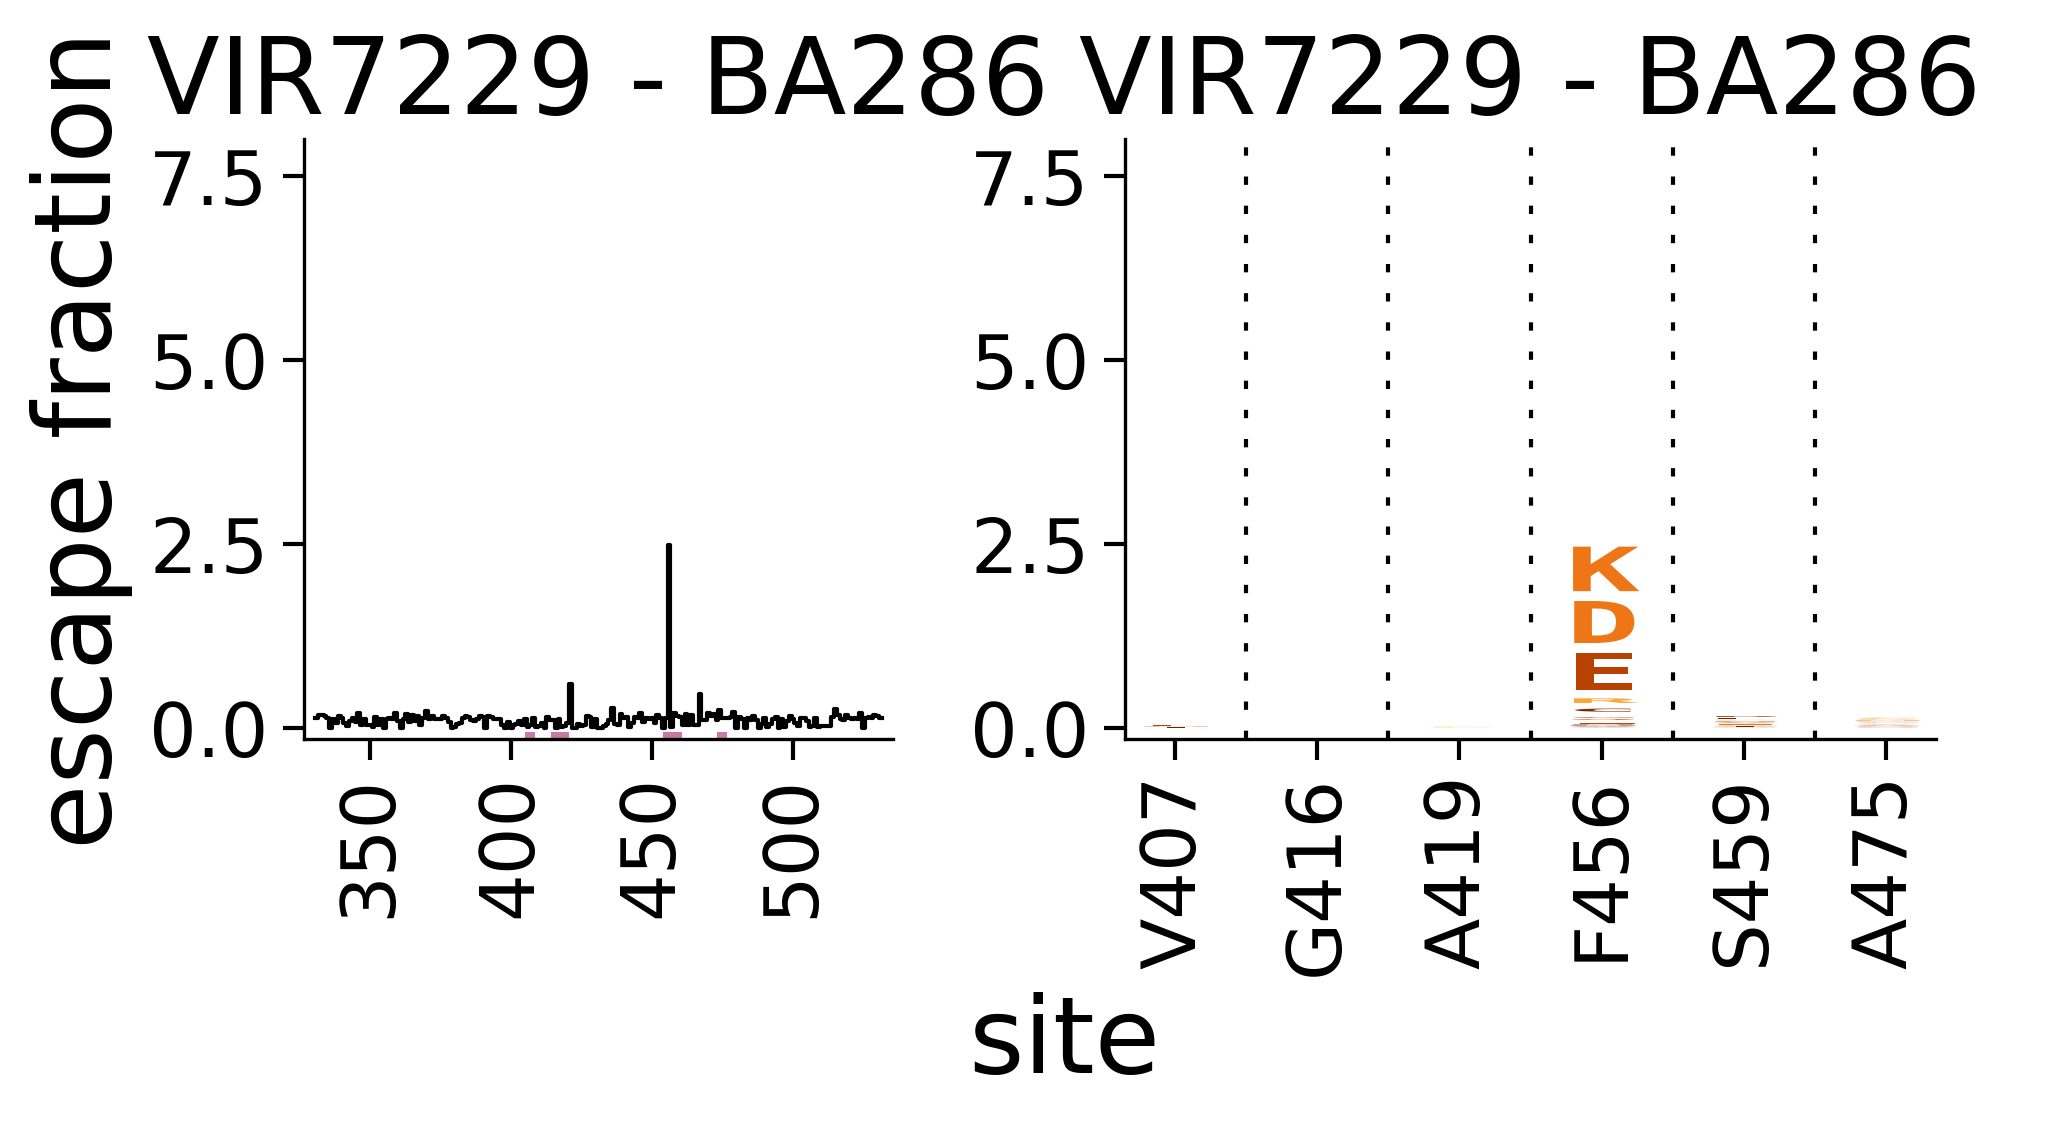 VIR7229 - BA286 VIR7229 - BA286
escape fraction
7.5
5.0
2.5
0.0
350
400
450
500
7.5
5.0
2.5
0.0
K
D
E
V407
G416
A419
F456
S459
A475
site